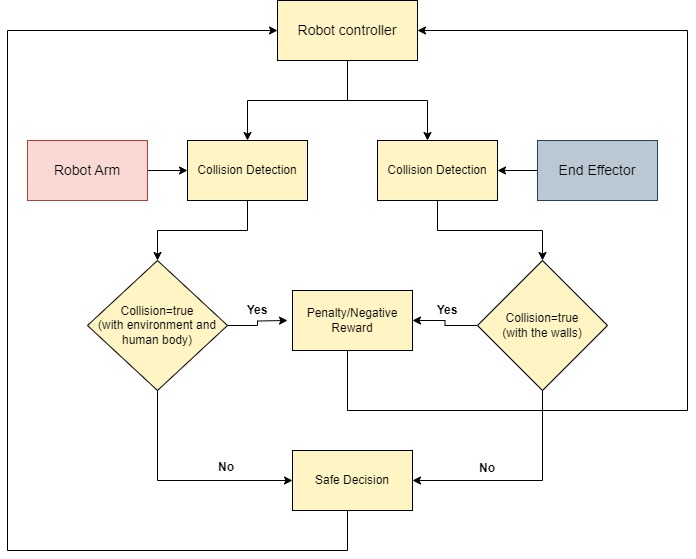 Robot controller
Robot Arm
Collision Detection
Collision Detection
End Effector
Collision=true
(with environment and
human body)
Yes
Penalty/Negative
Reward
Yes
Collision=true
(with the walls)
No
Safe Decision
No